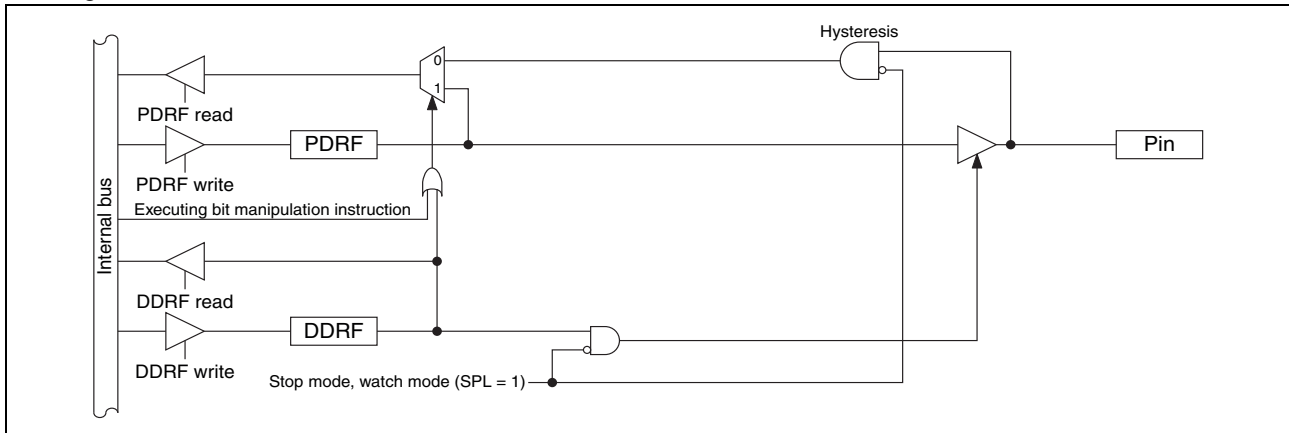 Hysteresis
0
1
PDRF read
PDRF
Pin
PDRF write
Executing bit manipulation instruction
Internal bus
DDRF read
DDRF
DDRF write
Stop mode, watch mode (SPL = 1)